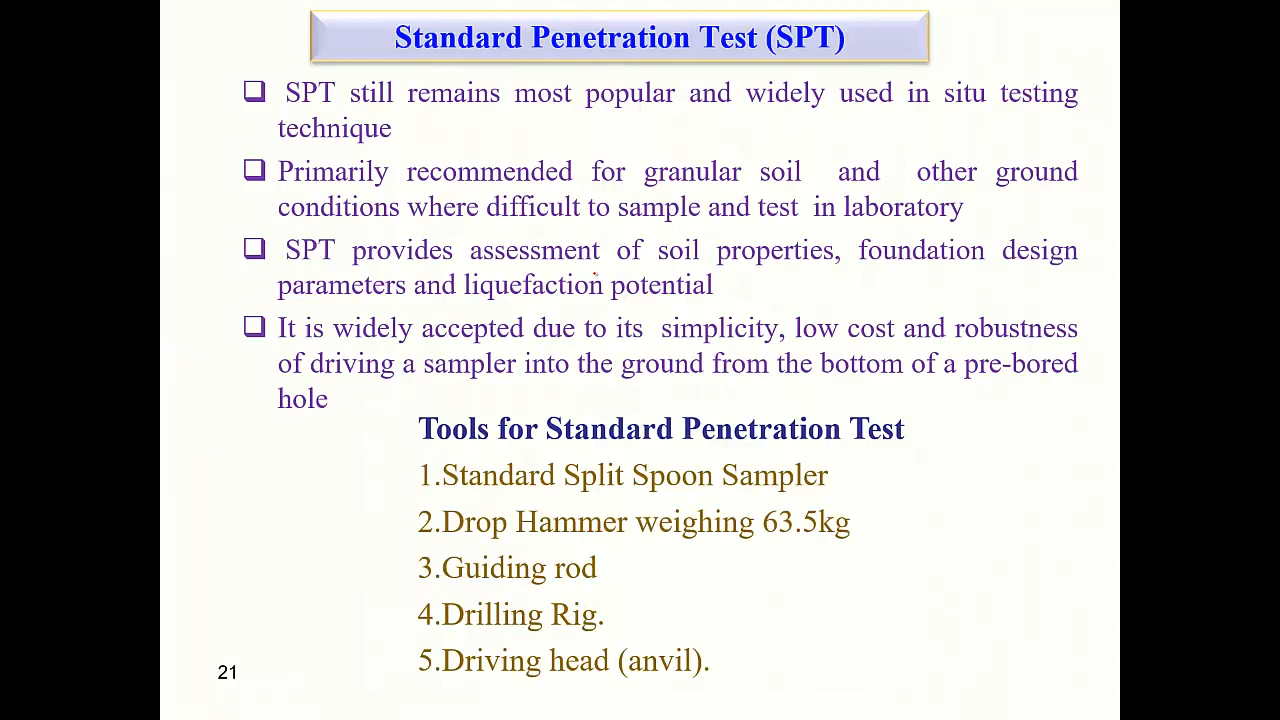 Standard Penetration Test (SPT)
❑ SPT still remains most popular and widely used in situ testing
technique
❑ Primarily recommended for granular soil and other ground
conditions where difficult to sample and test in laboratory
❑ SPT provides assessment of soil properties, foundation design
parameters and liquefaction potential
❑ It is widely accepted due to its simplicity, low cost and robustness
of driving a sampler into the ground from the bottom of a pre-bored
hole
Tools for Standard Penetration Test
1.Standard Split Spoon Sampler
2.Drop Hammer weighing 63.5kg
3.Guiding rod
4.Drilling Rig.
5.Driving head (anvil).
21